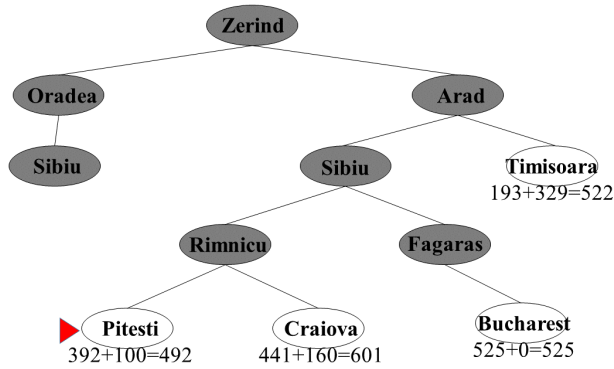 Zerind
Oradea
Arad
Sibiu
Sibiu
Timisoara
193+329=522
Rimnicu
Fagaras
Pitesti
392+100=492
Craiova
441+160=601
Bucharest
525+0=525